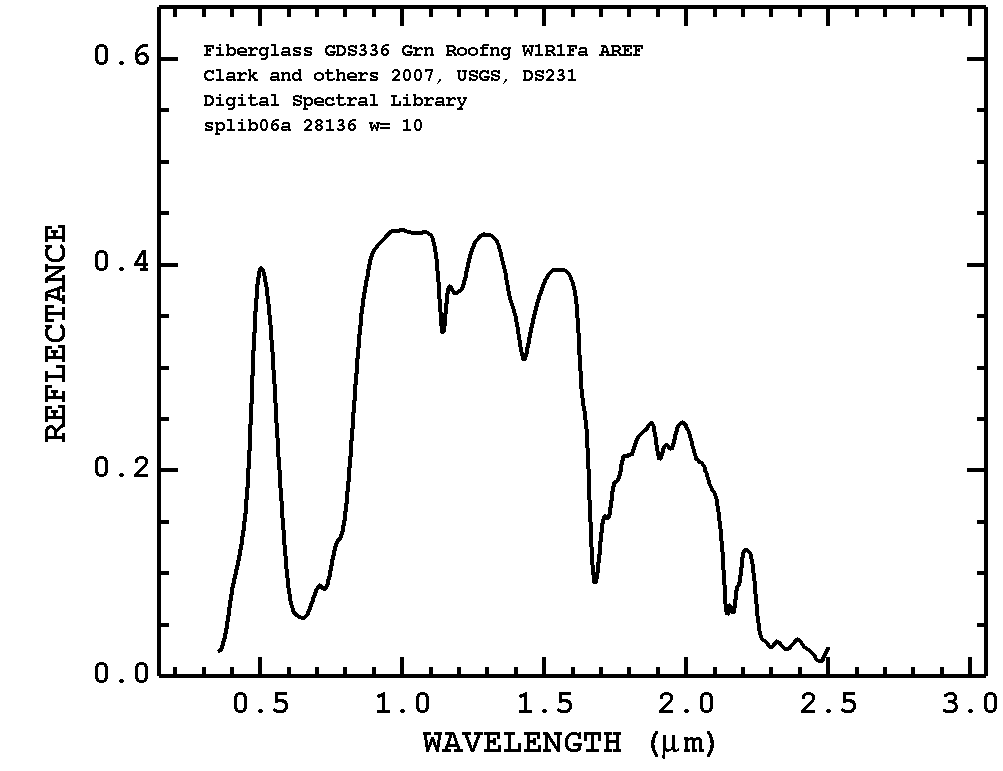 Fiberglass GDS336 Grn Roofng W1R1Fa AREF
Clark and others 2007, USGS, DS231
Digital Spectral Library
splib06a 28136 w= 10
REFLECTANCE
0.6
0.4
0.2
0.0
0.5 1.0 1.5 2.0 2.5 3.0
WAVELENGTH (μm)